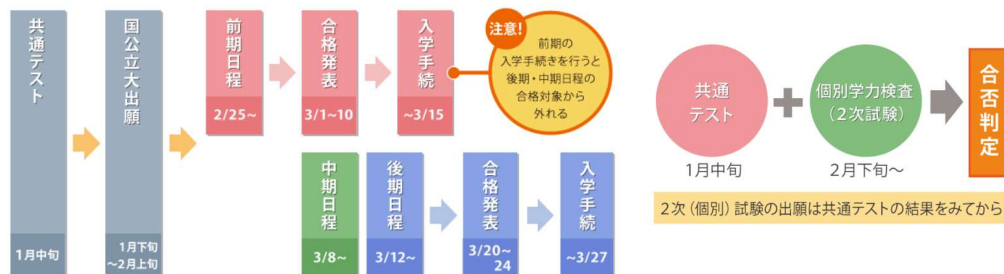 共通テスト
1月中旬
国公立大出願
1月下旬
～2月上旬
前期日程
2/25～
合格発表
3/1～10
入学手続
～3/15
注意!
前期の
入学手続きを行うと
後期・中期日程の
合格対象から
外れる
中期日程
3/8～
後期日程
3/12～
合格発表
3/20～
24
入学手続
～3/27
共通
テスト
1月中旬
個別学力検査
（2次試験）
2月下旬～
合否判定
2次（個別）試験の出願は共通テストの結果をみてから